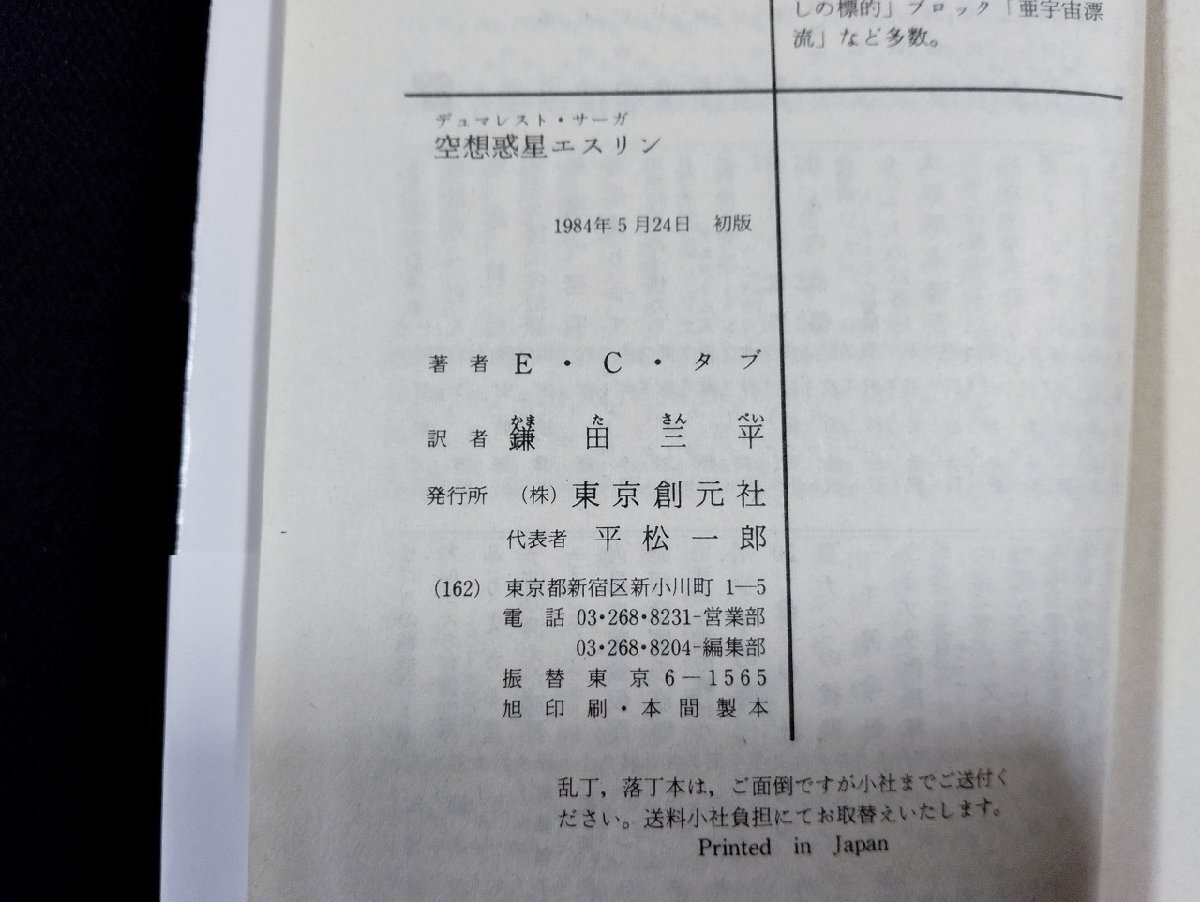 しの標的」ブロック「亜宇宙漂
流」など多数。
デュマレスト・サーガ
空想惑星エスリン
1984年5月24日 初版
著者 E・C・タブ
かま た さん ぺい
訳者 鎌田三平
発行所 (株) 東京創元社
代表者 平松一郎
(162) 東京都新宿区新小川町 1―5
電話 03・268・8231-営業部
03・268・8204-編集部
振替東京6―1565
旭印刷・本間製本
乱丁，落丁本は，ご面倒ですが小社までご送付く
ださい。送料小社負担にてお取替えいたします。
Printed in Japan